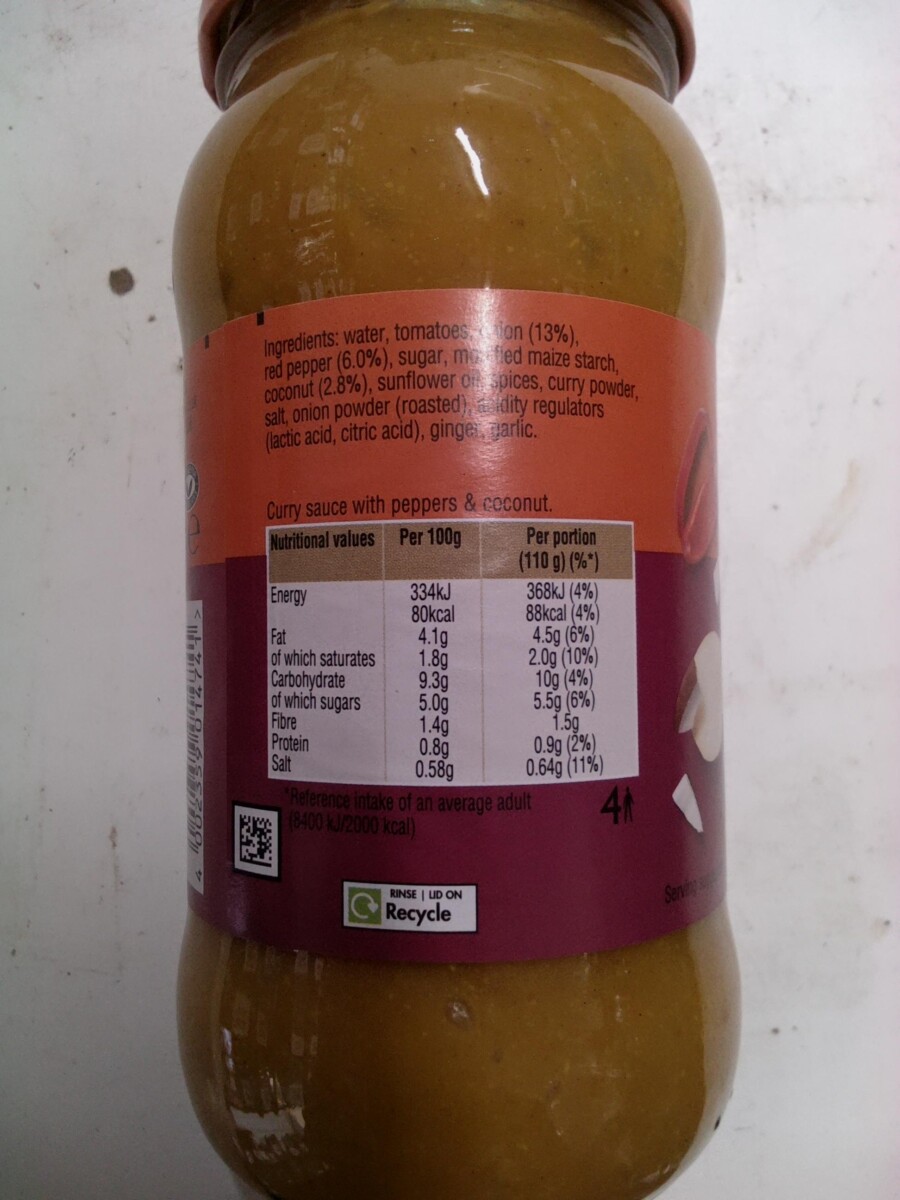 Ingredients: water, tomatoes, (13%),
red pepper (6.0%), sugar, modified maize starch,
coconut (2.8%), sunflower oil, spices, curry powder,
salt, onion powder (roasted), acidity regulators
(lactic acid, citric acid), ginger, garlic.
Curry sauce with peppers & coconut.
Nutritional values Per 100g Per portion
(110 g) (%*)
Energy 334kJ 368kJ (4%)
80kcal 88kcal (4%)
Fat 4.1g 4.5g (6%)
of which saturates 1.8g 2.0g (10%)
Carbohydrate 9.3g 10g (4%)
of which sugars 5.0g 5.5g (6%)
Fibre 1.4g 1.5g
Protein 0.8g 0.9g (2%)
Salt 0.58g 0.64g (11%)
*Reference intake of an average adult
(8400 kJ/2000 kcal)
4
RINSE | LID ON
Recycle
Serving